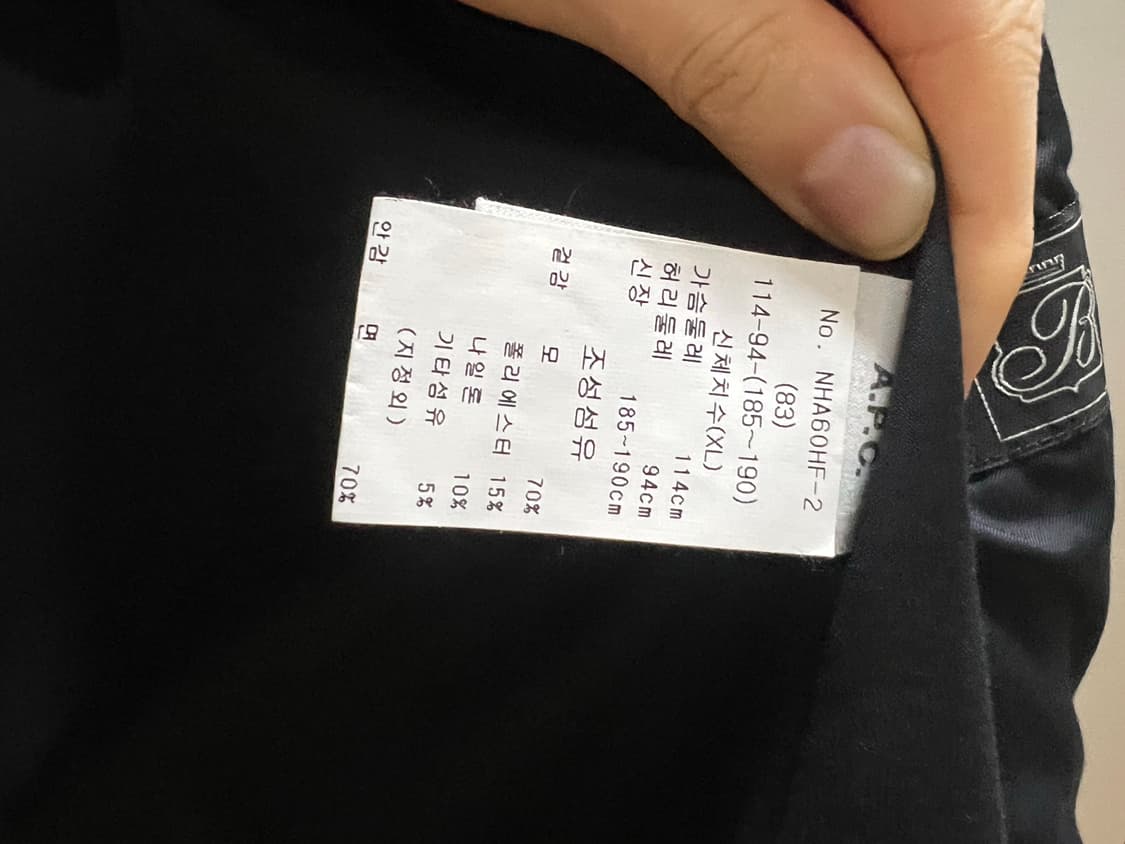 A.P.C.
No. NHA60HF-2
(83)
114-94-(185~190)
신체치수(XL)
가슴둘레 114cm
허리둘레 94cm
신장 185~190cm
조성섬유
겉감 모 70%
폴리에스터 15%
나일론 10%
기타섬유 5%
(지정외)
안감 면 70%
B